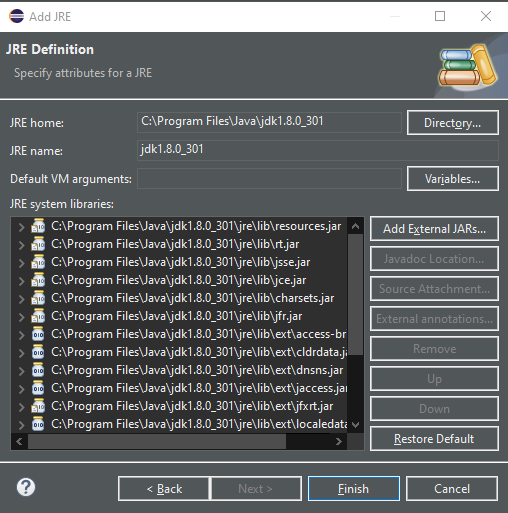 Add JRE
JRE Definition
Specify attributes for a JRE
JRE home:
C:\Program Files\Java\jdk1.8.0_301
Directory...
JRE name:
jdk1.8.0_301
Default VM arguments:
Variables...
JRE system libraries:
C:\Program Files\Java\jdk1.8.0_301\jre\lib\resources.jar
C:\Program Files\Java\jdk1.8.0_301\jre\lib\rt.jar
C:\Program Files\Java\jdk1.8.0_301\jre\lib\jsse.jar
C:\Program Files\Java\jdk1.8.0_301\jre\lib\jce.jar
C:\Program Files\Java\jdk1.8.0_301\jre\lib\charsets.jar
C:\Program Files\Java\jdk1.8.0_301\jre\lib\jfr.jar
C:\Program Files\Java\jdk1.8.0_301\jre\lib\ext\access-br
C:\Program Files\Java\jdk1.8.0_301\jre\lib\ext\cldrdata.ja
C:\Program Files\Java\jdk1.8.0_301\jre\lib\ext\dnsns.jar
C:\Program Files\Java\jdk1.8.0_301\jre\lib\ext\jaccess.jar
C:\Program Files\Java\jdk1.8.0_301\jre\lib\ext\jfxrt.jar
C:\Program Files\Java\jdk1.8.0_301\jre\lib\ext\localedata
Add External JARs...
Javadoc Location...
Source Attachment...
External annotations...
Remove
Up
Down
Restore Default
< Back
Next >
Finish
Cancel